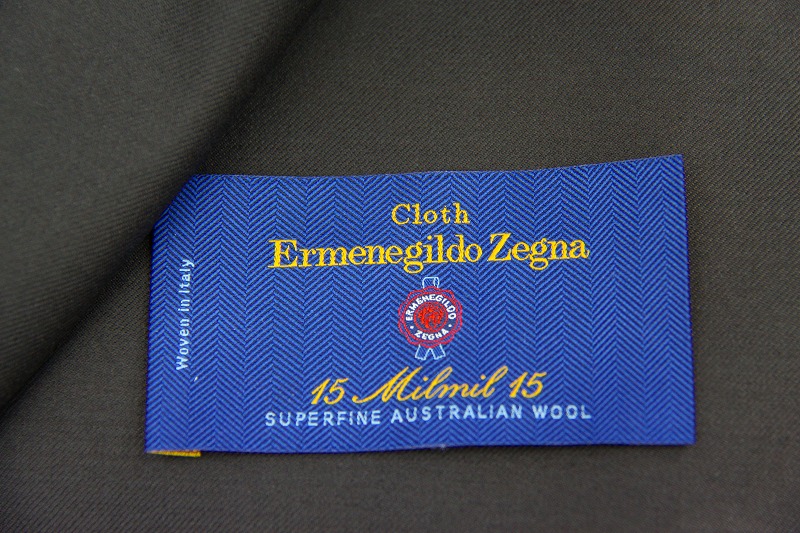 Cloth
Ermenegildo Zegna
ERMENEGILDO
ZEGNA
15 Milmil 15
SUPERFINE AUSTRALIAN WOOL
Woven in Italy